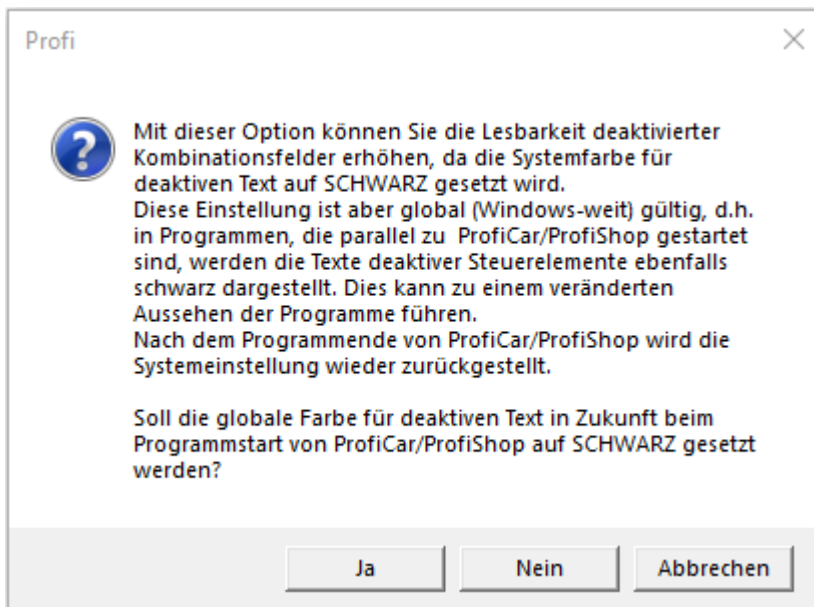 Profi
Mit dieser Option können Sie die Lesbarkeit deaktivierter
Kombinationsfelder erhöhen, da die Systemfarbe für
deaktiven Text auf SCHWARZ gesetzt wird.
Diese Einstellung ist aber global (Windows-weit) gültig, d.h.
in Programmen, die parallel zu  ProfiCar/ProfiShop gestartet
sind, werden die Texte deaktiver Steuerelemente ebenfalls
schwarz dargestellt. Dies kann zu einem veränderten
Aussehen der Programme führen.
Nach dem Programmende von ProfiCar/ProfiShop wird die
Systemeinstellung wieder zurückgestellt.
Soll die globale Farbe für deaktiven Text in Zukunft beim
Programmstart von ProfiCar/ProfiShop auf SCHWARZ gesetzt
werden?
Ja Nein Abbrechen